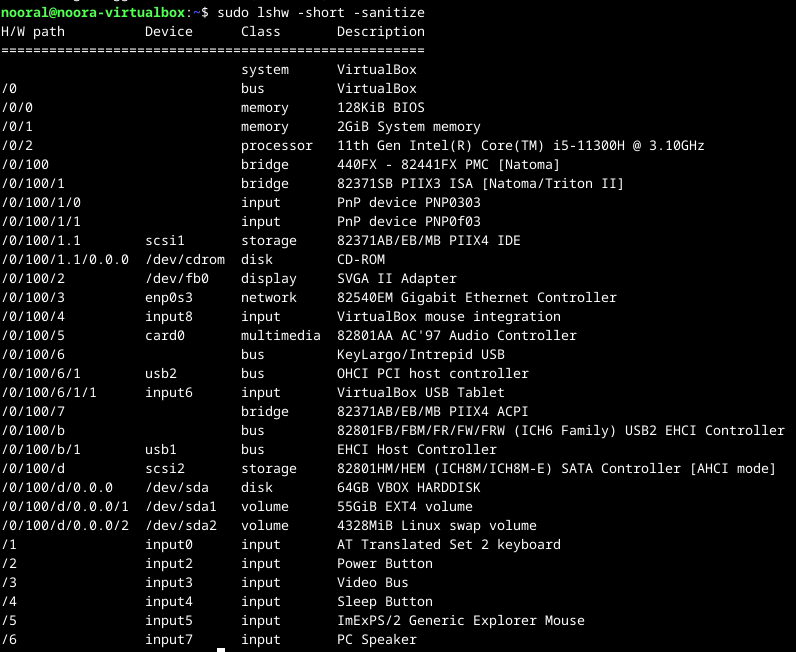 nooral@noora-virtualbox:~$ sudo lshw -short -sanitize
H/W path          Device      Class       Description
=====================================================
                              system      VirtualBox
/0                            bus         VirtualBox
/0/0                          memory      128KiB BIOS
/0/1                          memory      2GiB System memory
/0/2                          processor   11th Gen Intel(R) Core(TM) i5-11300H @ 3.10GHz
/0/100                        bridge      440FX - 82441FX PMC [Natoma]
/0/100/1                      bridge      82371SB PIIX3 ISA [Natoma/Triton II]
/0/100/1/0                    input       PnP device PNP0303
/0/100/1/1                    input       PnP device PNP0f03
/0/100/1.1        scsi1       storage     82371AB/EB/MB PIIX4 IDE
/0/100/1.1/0.0.0  /dev/cdrom  disk        CD-ROM
/0/100/2          /dev/fb0    display     SVGA II Adapter
/0/100/3          enp0s3      network     82540EM Gigabit Ethernet Controller
/0/100/4          input8      input       VirtualBox mouse integration
/0/100/5          card0       multimedia  82801AA AC'97 Audio Controller
/0/100/6                      bus         KeyLargo/Intrepid USB
/0/100/6/1        usb2        bus         OHCI PCI host controller
/0/100/6/1/1      input6      input       VirtualBox USB Tablet
/0/100/7                      bridge      82371AB/EB/MB PIIX4 ACPI
/0/100/b                      bus         82801FB/FBM/FR/FW/FRW (ICH6 Family) USB2 EHCI Controller
/0/100/b/1        usb1        bus         EHCI Host Controller
/0/100/d          scsi2       storage     82801HM/HEM (ICH8M/ICH8M-E) SATA Controller [AHCI mode]
/0/100/d/0.0.0    /dev/sda    disk        64GB VBOX HARDDISK
/0/100/d/0.0.0/1  /dev/sda1   volume      55GiB EXT4 volume
/0/100/d/0.0.0/2  /dev/sda2   volume      4328MiB Linux swap volume
/1                input0      input       AT Translated Set 2 keyboard
/2                input2      input       Power Button
/3                input3      input       Video Bus
/4                input4      input       Sleep Button
/5                input5      input       ImExPS/2 Generic Explorer Mouse
/6                input7      input       PC Speaker